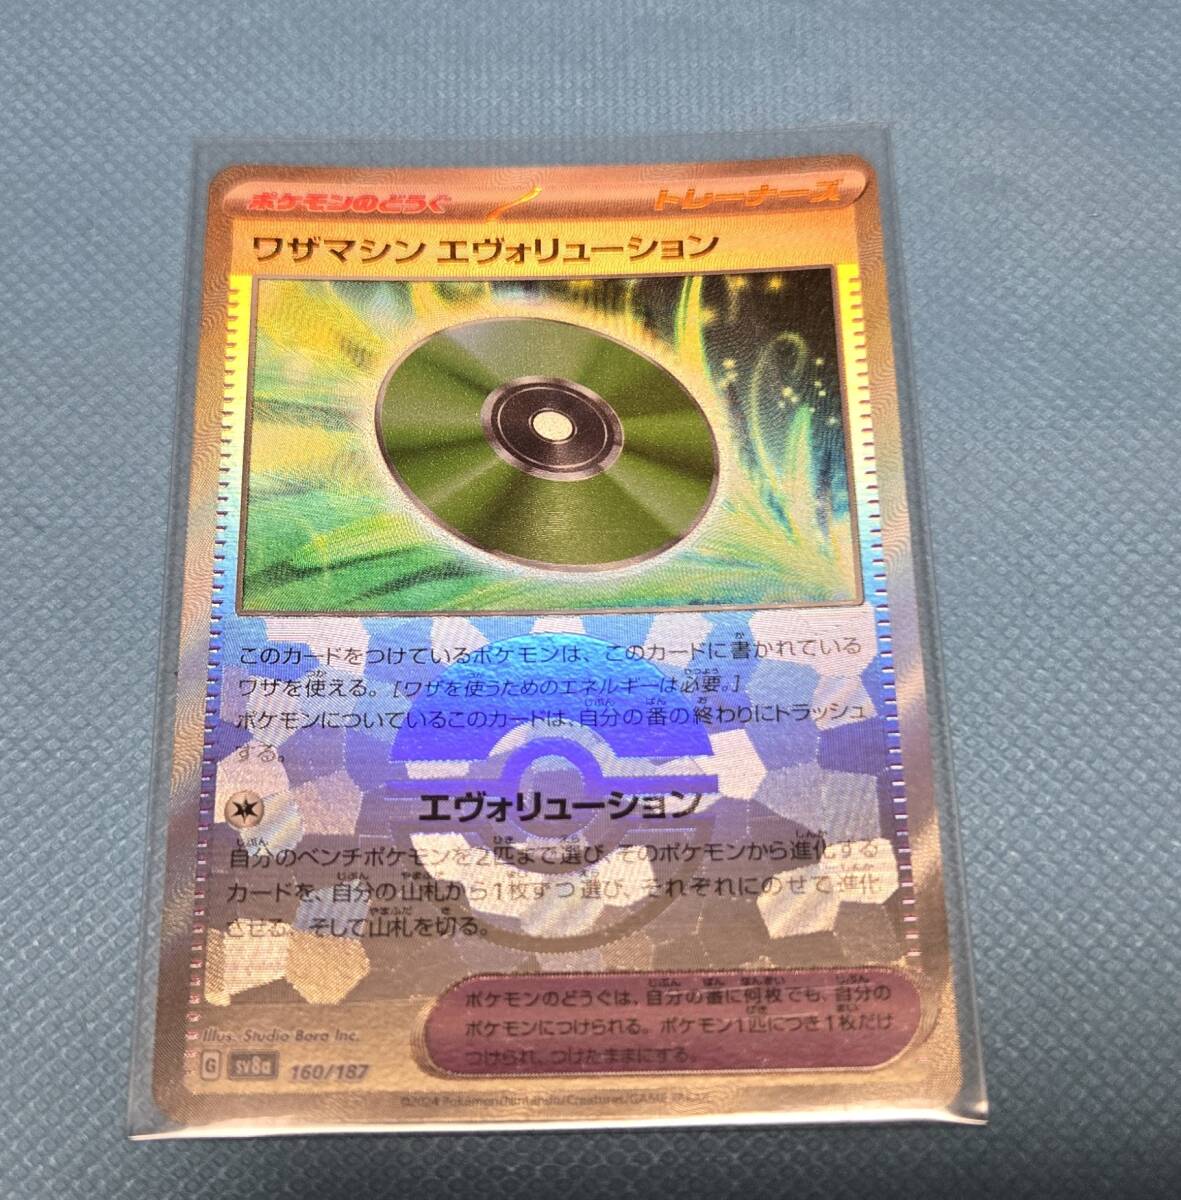 ポケモンのどうぐ トレーナーズ
ワザマシン エヴォリューション
このカードをつけているポケモンは、このカードに書かれている
ワザを使える。[ワザを使うためのエネルギーは必要。]
ポケモンについているこのカードは、自分の番の終わりにトラッシュ
する。
エヴォリューション
自分のベンチポケモンを2匹まで選び、そのポケモンから進化する
カードを、自分の山札から1枚ずつ選び、それぞれにのせて進化
させる。そして山札を切る。
ポケモンのどうぐは、自分の番に何枚でも、自分の
ポケモンにつけられる。ポケモン1匹につき1枚だけ
つけられ、つけたままにする。
Illus. Studio Bora Inc.
G sv8a 160/187
©2024 Pokémon/Nintendo/Creatures/GAME FREAK